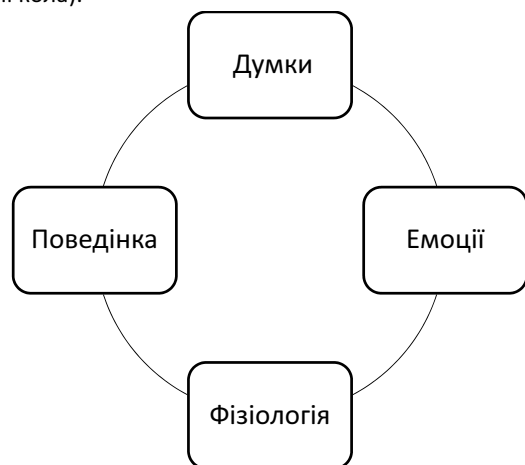 Думки
Поведінка
Емоції
Фізіологія